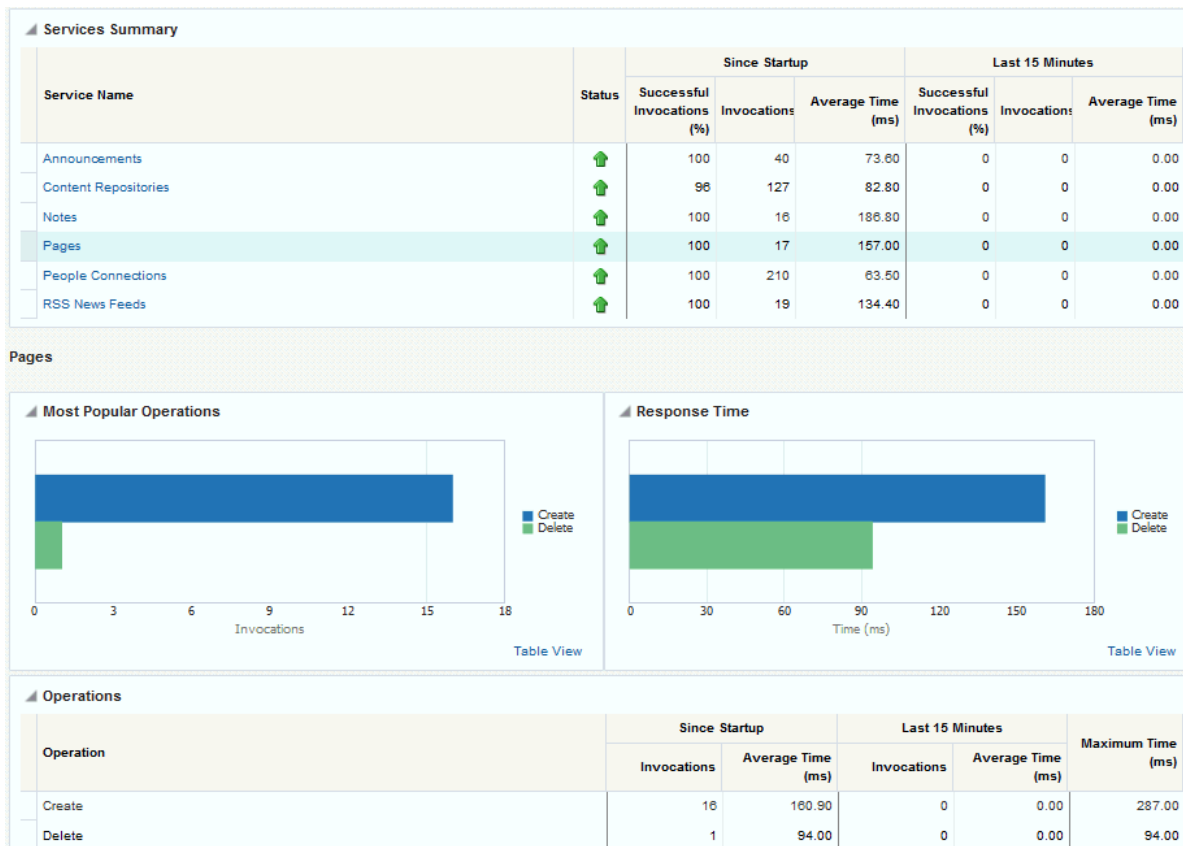 Services Summary
Service Name Status Since Startup Last 15 Minutes
Successful Invocations (%) Invocations Average Time (ms) Successful Invocations (%) Invocations Average Time (ms)
Announcements 100 40 73.60 0 0 0.00
Content Repositories 96 127 82.80 0 0 0.00
Notes 100 16 186.80 0 0 0.00
Pages 100 17 157.00 0 0 0.00
People Connections 100 210 63.50 0 0 0.00
RSS News Feeds 100 19 134.40 0 0 0.00
Pages
Most Popular Operations
Create
Delete
0 3 6 9 12 15 18
Invocations
Table View
Response Time
Create
Delete
0 30 60 90 120 150 180
Time (ms)
Table View
Operations
Operation Since Startup Last 15 Minutes Maximum Time (ms)
Invocations Average Time (ms) Invocations Average Time (ms)
Create 16 160.90 0 0.00 287.00
Delete 1 94.00 0 0.00 94.00